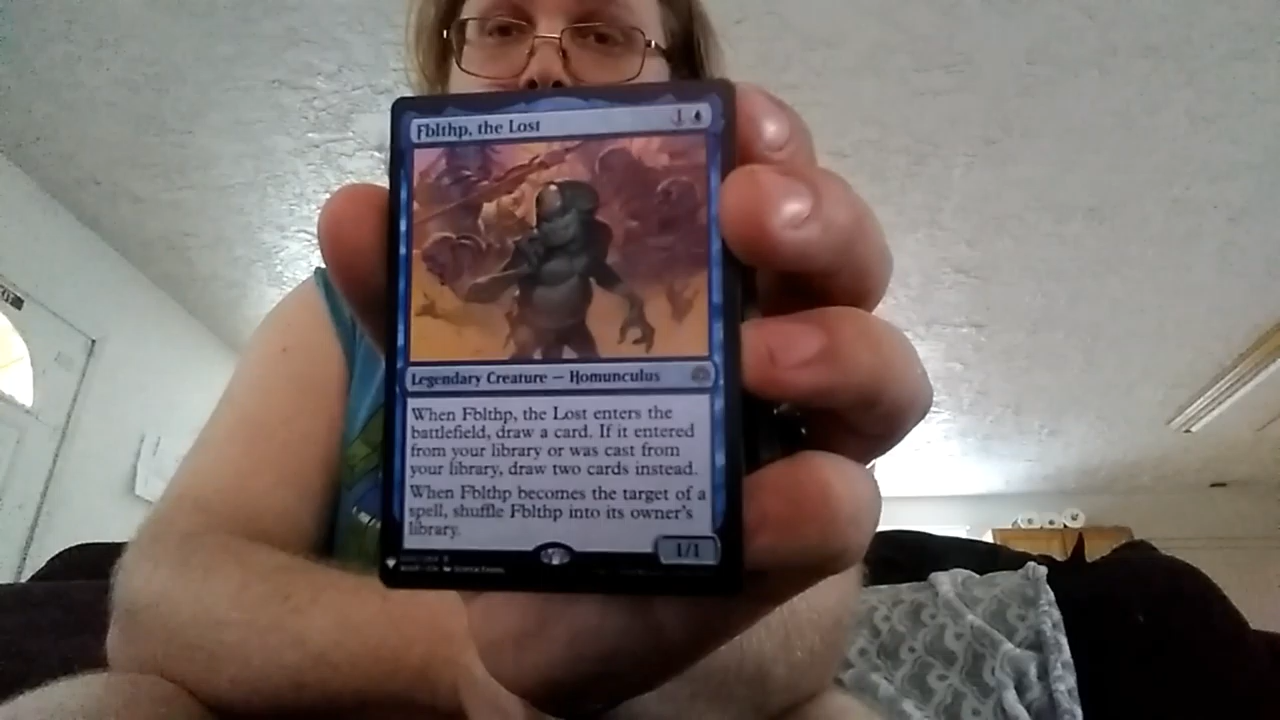 Fblthp, the Lost 1
Legendary Creature — Homunculus
When Fblthp, the Lost enters the
battlefield, draw a card. If it entered
from your library or was cast from
your library, draw two cards instead.
When Fblthp becomes the target of a
spell, shuffle Fblthp into its owner's
library.
1/1